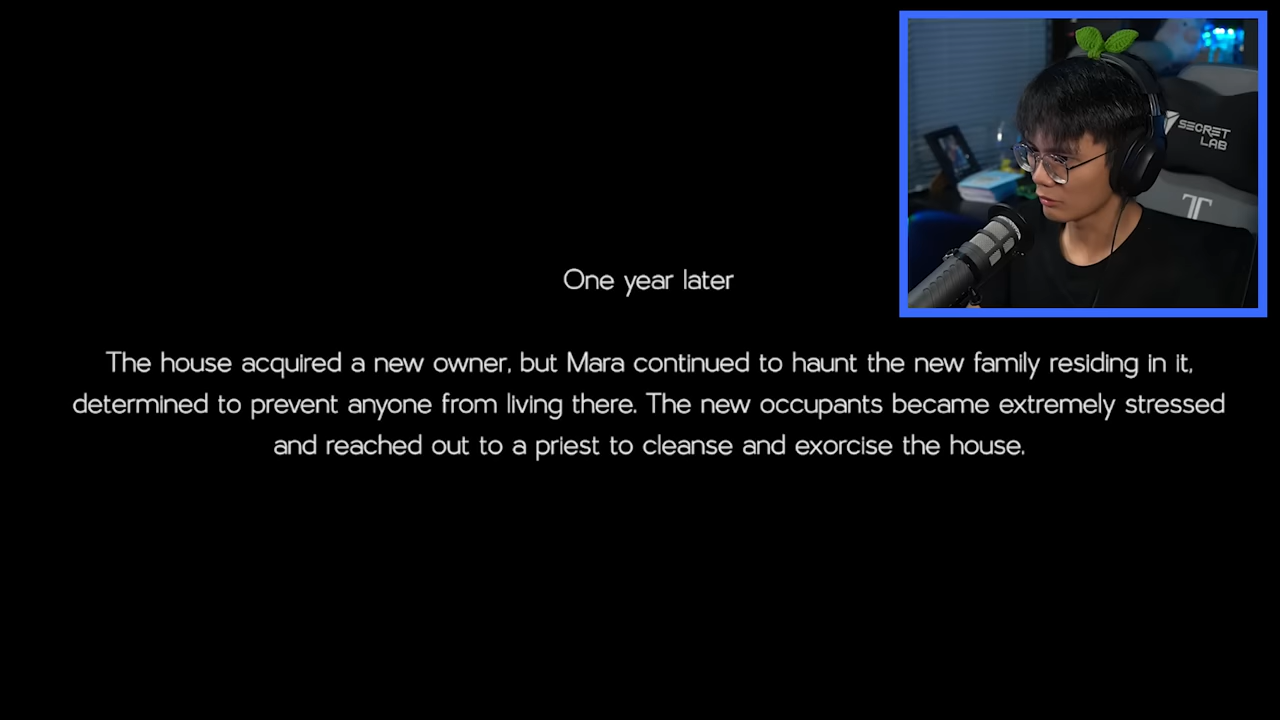 One year later
The house acquired a new owner, but Mara continued to haunt the new family residing in it,
determined to prevent anyone from living there. The new occupants became extremely stressed
and reached out to a priest to cleanse and exorcise the house.
SECRET
LAB